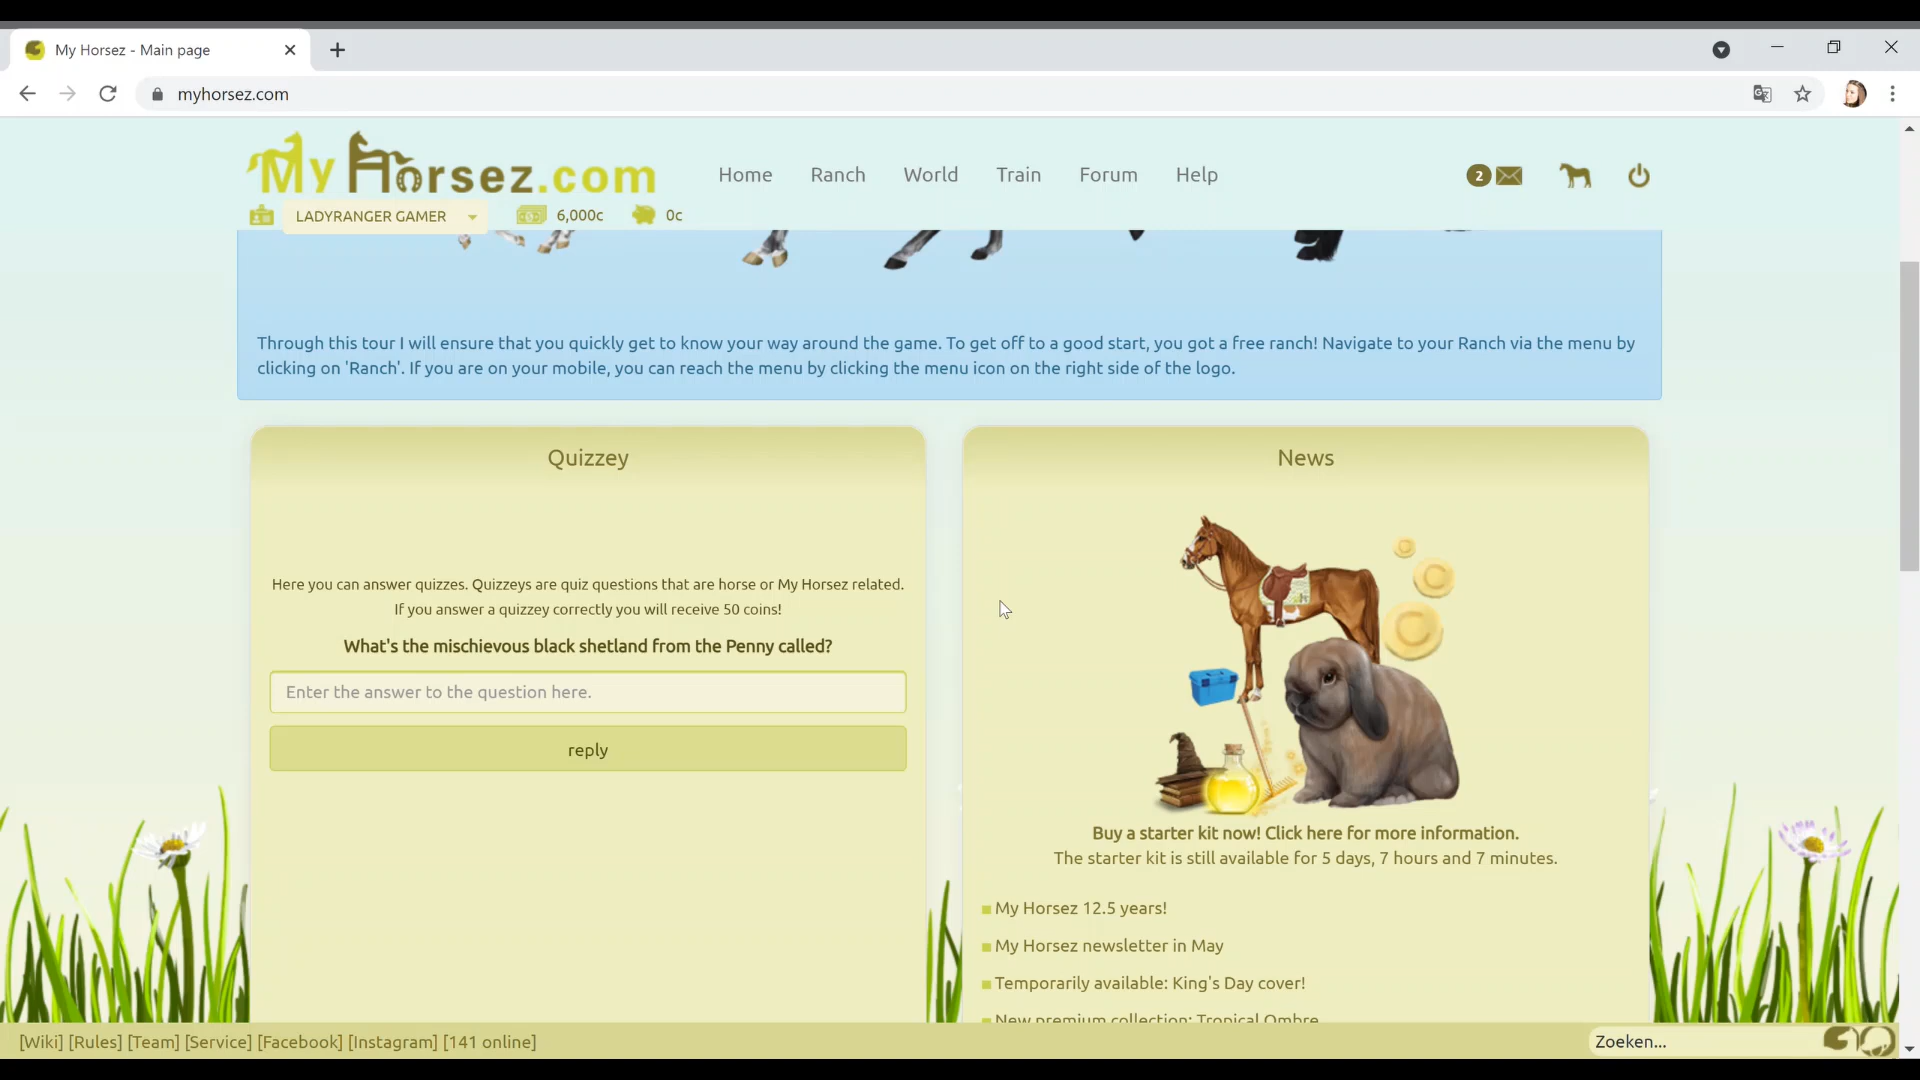 My Horsez - Main page
myhorsez.com
My Horsez.com
Home Ranch World Train Forum Help
2
LADYRANGER GAMER 6,000c 0c
Through this tour I will ensure that you quickly get to know your way around the game. To get off to a good start, you got a free ranch! Navigate to your Ranch via the menu by
clicking on 'Ranch'. If you are on your mobile, you can reach the menu by clicking the menu icon on the right side of the logo.
Quizzey
Here you can answer quizzes. Quizzeys are quiz questions that are horse or My Horsez related.
If you answer a quizzey correctly you will receive 50 coins!
What's the mischievous black shetland from the Penny called?
Enter the answer to the question here.
reply
News
Buy a starter kit now! Click here for more information.
The starter kit is still available for 5 days, 7 hours and 7 minutes.
My Horsez 12.5 years!
My Horsez newsletter in May
Temporarily available: King's Day cover!
New premium collection: Tropical Ombre
[Wiki] [Rules] [Team] [Service] [Facebook] [Instagram] [141 online]
Zoeken...